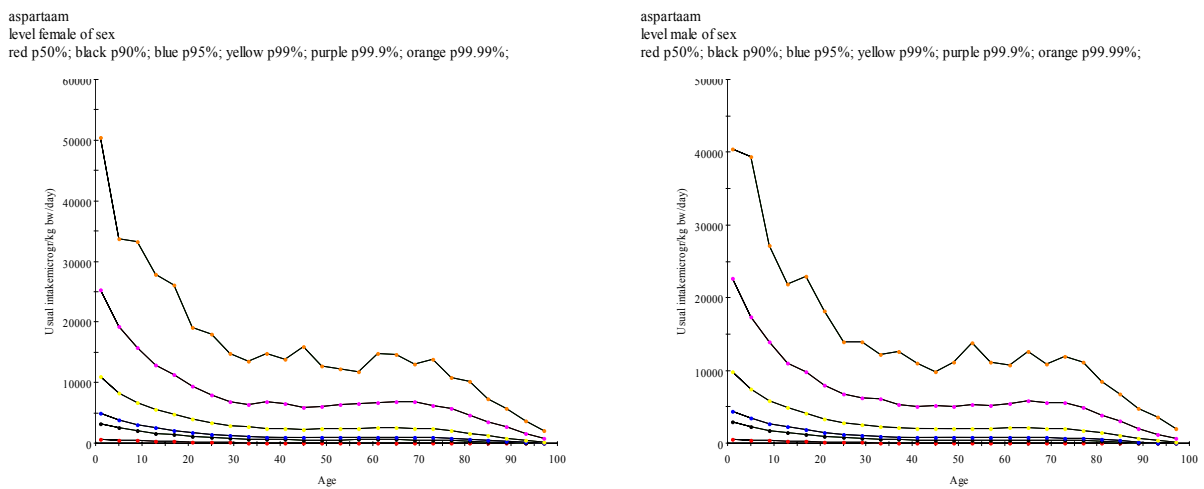 aspartaam
level female of sex
red p50%; black p90%; blue p95%; yellow p99%; purple p99.9%; orange p99.99%;
60000
50000
40000
30000
20000
10000
0
Usual intakemicrogr/kg bw/day)
0 10 20 30 40 50 60 70 80 90 100
Age
aspartaam
level male of sex
red p50%; black p90%; blue p95%; yellow p99%; purple p99.9%; orange p99.99%;
50000
40000
30000
20000
10000
0
Usual intakemicrogr/kg bw/day)
0 10 20 30 40 50 60 70 80 90 100
Age